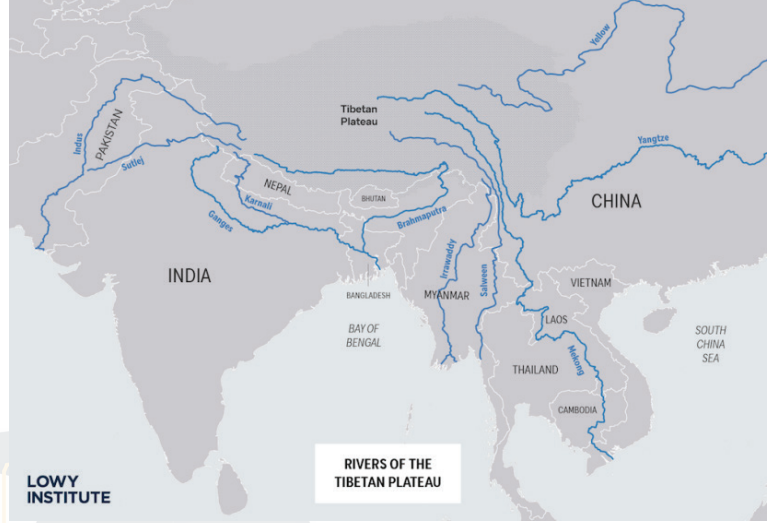 Yellow
Tibetan
Plateau
Indus
PAKISTAN
Sutlej
Yangtze
NEPAL
CHINA
BHUTAN
Karnali
Ganges
Brahmaputra
INDIA
Irrawaddy
Salween
VIETNAM
BANGLADESH
MYANMAR
LAOS
BAY OF
BENGAL
SOUTH
CHINA
SEA
Mekong
THAILAND
CAMBODIA
RIVERS OF THE
TIBETAN PLATEAU
LOWY
INSTITUTE